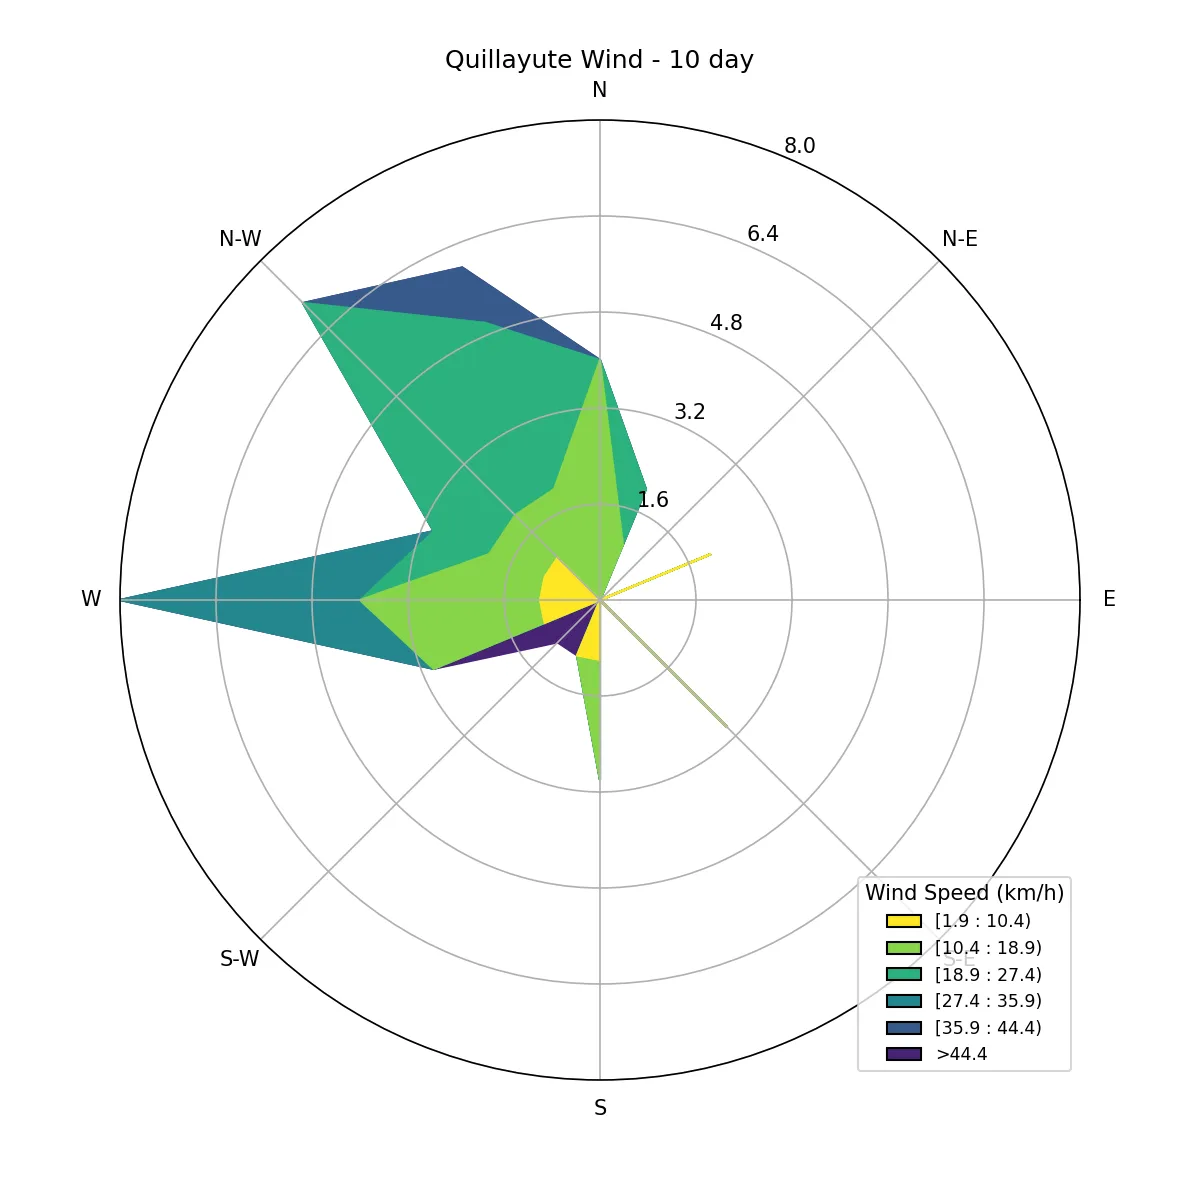 Quillayute Wind - 10 day
N
8.0
6.4
N-W
N-E
4.8
3.2
1.6
W
E
Wind Speed (km/h)
[1.9 : 10.4)
[10.4 : 18.9)
S-W
S-E
[18.9 : 27.4)
[27.4 : 35.9)
[35.9 : 44.4)
>44.4
S